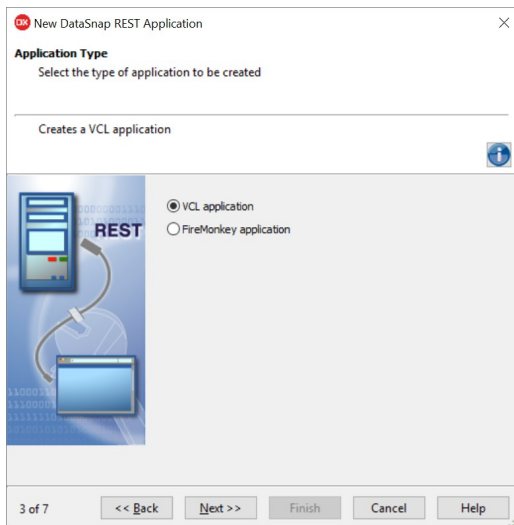 DX New DataSnap REST Application
Application Type
Select the type of application to be created
Creates a VCL application
REST
VCL application
FireMonkey application
3 of 7
<< Back
Next >>
Finish
Cancel
Help